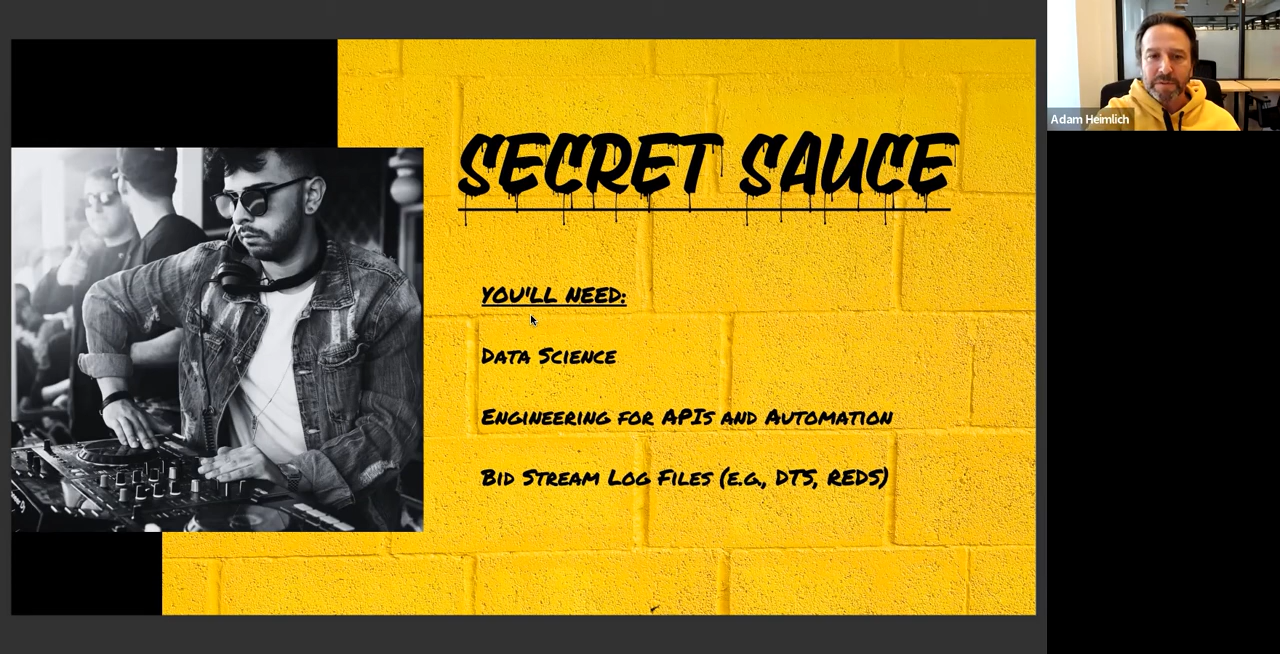 SECRET SAUCE
YOU'LL NEED:
DATA SCIENCE
ENGINEERING FOR APIS AND AUTOMATION
BID STREAM LOG FILES (E.G., DTS, REDS)
Adam Heimlich